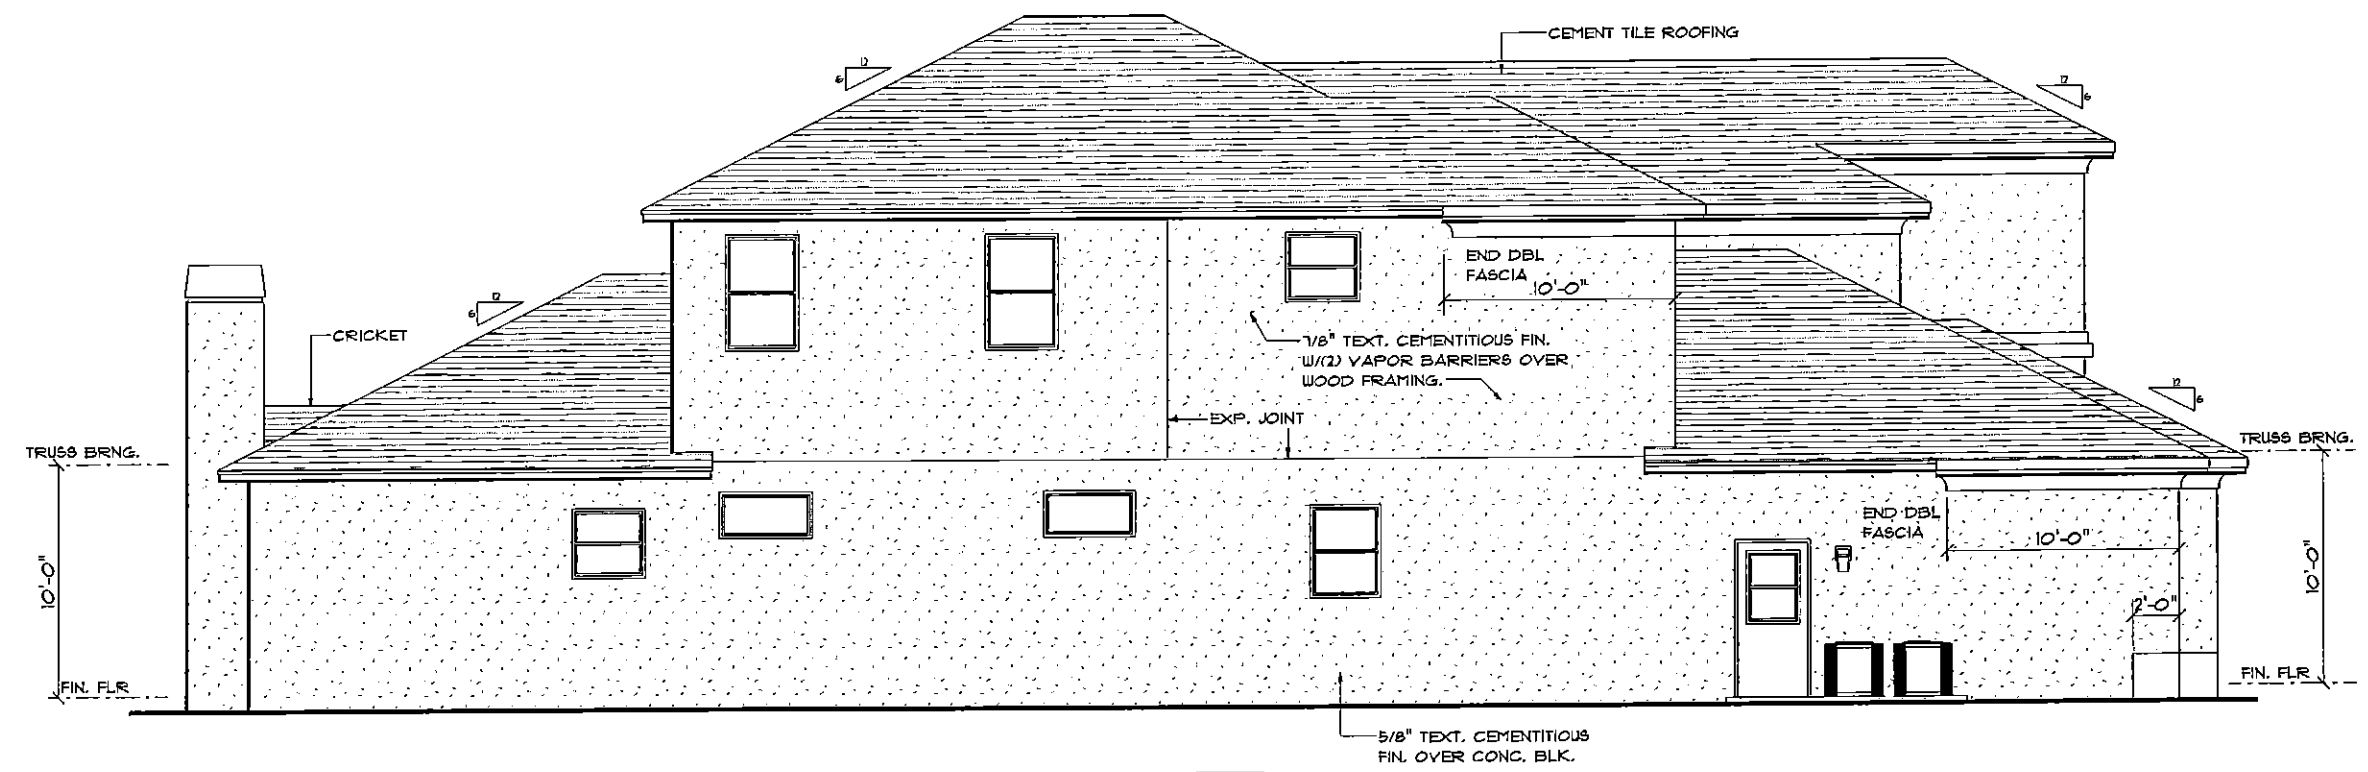 CEMENT TILE ROOFING
12
6
12
6
END DBL
FASCIA
10'-0"
12
6
CRICKET
7/8" TEXT. CEMENTITIOUS FIN.
W/(2) VAPOR BARRIERS OVER
WOOD FRAMING.
EXP. JOINT
12
6
TRUSS BRNG.
TRUSS BRNG.
END DBL
FASCIA
10'-0"
10'-0"
10'-0"
2'-0"
FIN. FLR
FIN. FLR
5/8" TEXT. CEMENTITIOUS
FIN. OVER CONC. BLK.